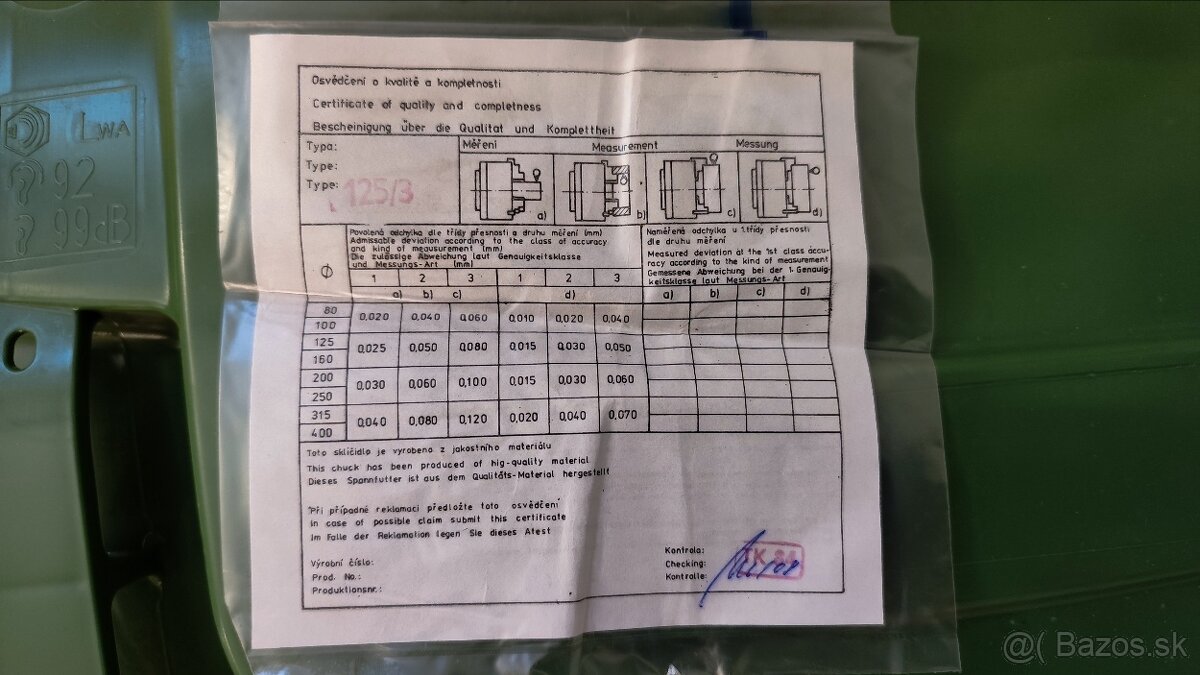 Osvědčení o kvalitě a kompletnosti
Certificate of quality and completness
Bescheinigung über die Qualitat und Komplettheit
Typa:
Type:
Type: 125/3
Měření Measurement Messung
a) b) c) d)
Povolená odchylka dle třídy přesnosti a druhu měření (mm)
Admissable deviation according to the class of accuracy
and kind of meausurement (mm)
Die zulässige Abweichung laut Genauigkeitsklasse
und Messungs-Art (mm)
Naměřená odchylka u 1.třídy přesnosti
dle druhu měření
Measured deviation at the 1st class accu-
racy according to the kind of measurement
Gemessene Abweichung bei der 1. Genauig-
keitsklasse laut Messungs-Art
Ø
1 2 3 1 2 3
a) b) c) d) a) b) c) d)
80
100
0,020 0,040 0,060 0,010 0,020 0,040
125
160
0,025 0,050 0,080 0,015 0,030 0,050
200
250
0,030 0,060 0,100 0,015 0,030 0,060
315
400
0,040 0,080 0,120 0,020 0,040 0,070
Toto sklíčidlo je vyrobeno z jakostního materiálu
This chuck has been produced of hig-quality material
Dieses Spannfutter ist aus dem Qualitäts-Material hergestellt
Při případné reklamaci předložte toto osvědčení
In case of possible claim submit this certificate
Im Falle der Reklamation legen Sie dieses Atest
Výrobní číslo:
Prod. No.:
Produktionsnr.:
Kontrola:
Checking:
Kontrolle:
TK 84
LWA
92
99dB
@( Bazos.sk